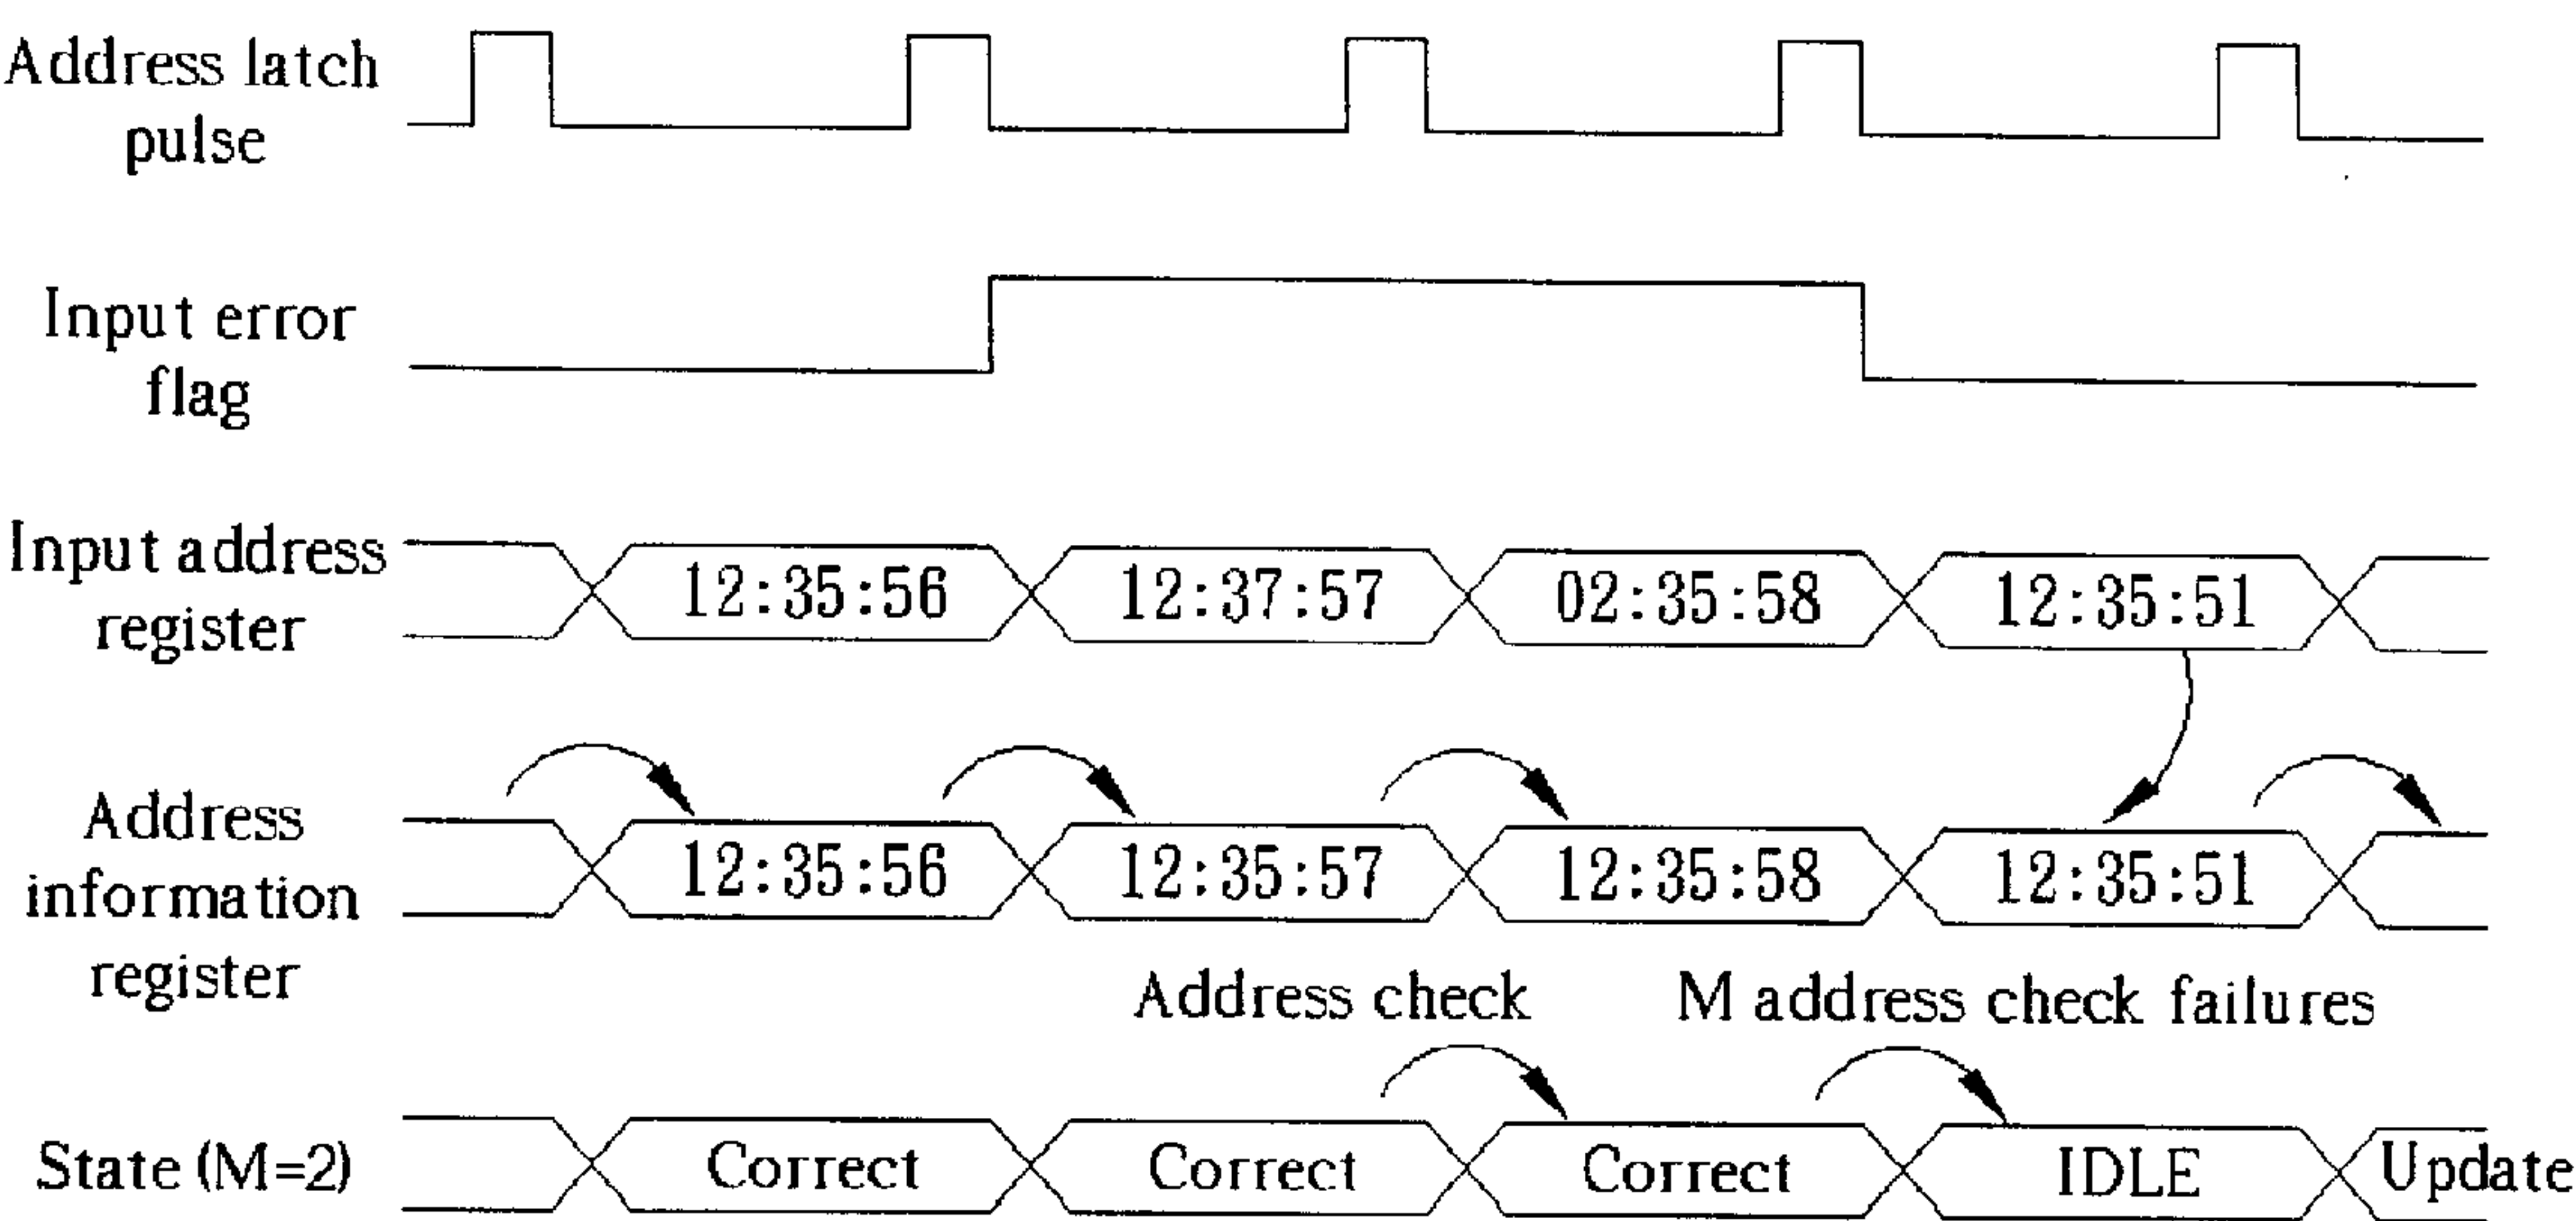 Address latch
pulse
Input error
flag
Input address
register
12:35:56
12:37:57
02:35:58
12:35:51
Address
information
register
12:35:56
12:35:57
12:35:58
12:35:51
Address check
M address check failures
State (M=2)
Correct
Correct
Correct
IDLE
Update